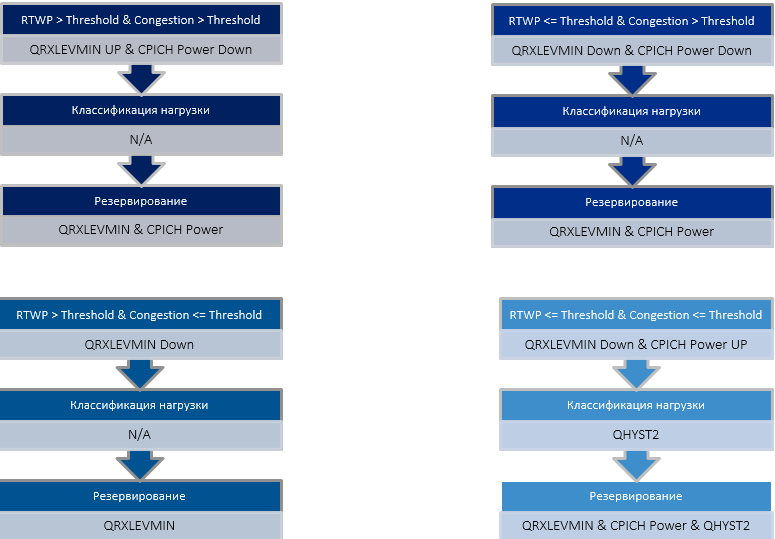 RTWP > Threshold & Congestion > Threshold
QRXLEVMIN UP & CPICH Power Down
Классификация нагрузки
N/A
Резервирование
QRXLEVMIN & CPICH Power
RTWP <= Threshold & Congestion > Threshold
QRXLEVMIN Down & CPICH Power Down
Классификация нагрузки
N/A
Резервирование
QRXLEVMIN & CPICH Power
RTWP > Threshold & Congestion <= Threshold
QRXLEVMIN Down
Классификация нагрузки
N/A
Резервирование
QRXLEVMIN
RTWP <= Threshold & Congestion <= Threshold
QRXLEVMIN Down & CPICH Power UP
Классификация нагрузки
QHYST2
Резервирование
QRXLEVMIN & CPICH Power & QHYST2